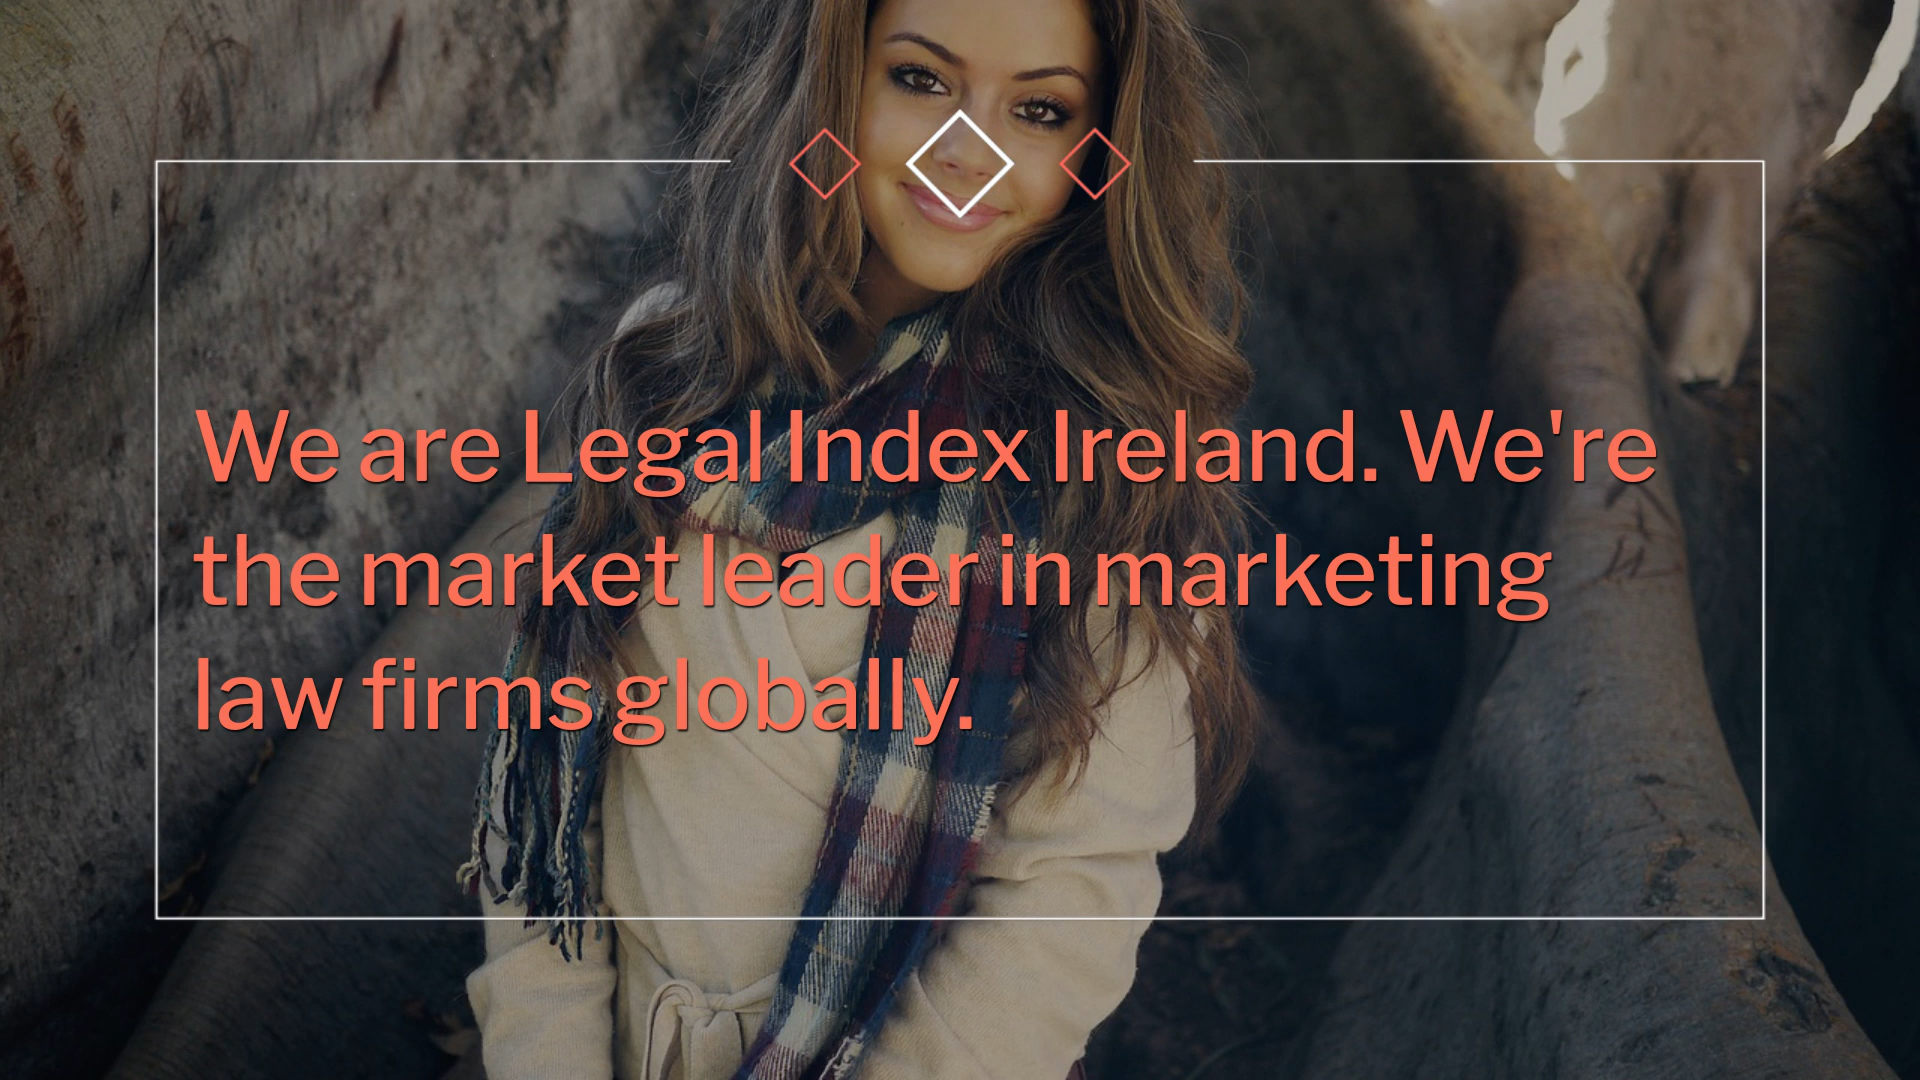 We are Legal Index Ireland. We're
the market leader in marketing
law firms globally.